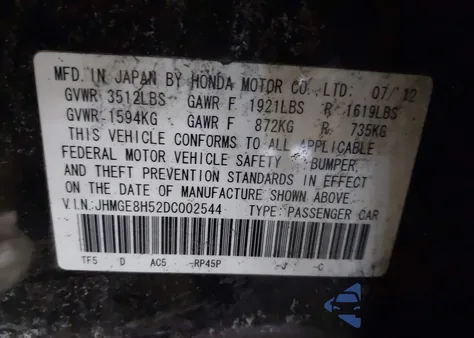 MFD. IN JAPAN BY HONDA MOTOR CO., LTD. 07/12
GVWR 3512LBS GAWR F 1921LBS R 1619LBS
GVWR 1594KG GAWR F 872KG R 735KG
THIS VEHICLE CONFORMS TO ALL APPLICABLE
FEDERAL MOTOR VEHICLE SAFETY, BUMPER,
AND THEFT PREVENTION STANDARDS IN EFFECT
ON THE DATE OF MANUFACTURE SHOWN ABOVE.
V.I.N:JHMGE8H52DC002544 TYPE: PASSENGER CAR
TF5 D AC5 -RP45P -J -C